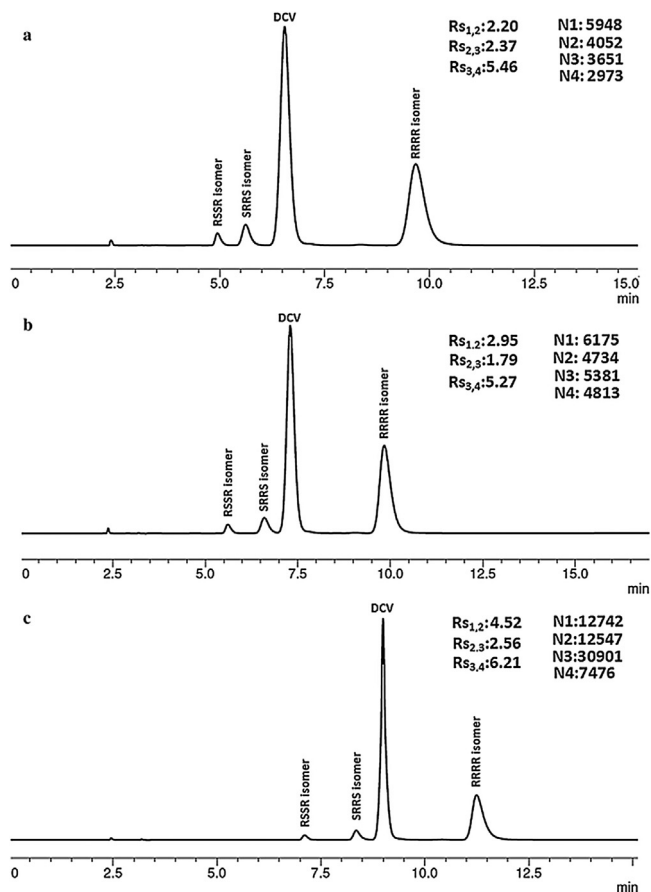 a
DCV
RSSR isomer
SRRS isomer
RRRR isomer
Rs1,2:2.20
Rs2,3:2.37
Rs3,4:5.46
N1: 5948
N2: 4052
N3: 3651
N4: 2973
0 2.5 5.0 7.5 10.0 12.5 15.0
min
b
DCV
RSSR isomer
SRRS isomer
RRRR isomer
Rs1.2:2.95
Rs2,3:1.79
Rs3,4:5.27
N1: 6175
N2: 4734
N3: 5381
N4: 4813
0 2.5 5.0 7.5 10.0 12.5 15.0
min
c
DCV
RSSR isomer
SRRS isomer
RRRR isomer
Rs1,2:4.52
Rs2.3:2.56
Rs3,4:6.21
N1:12742
N2:12547
N3:30901
N4:7476
0 2.5 5.0 7.5 10.0 12.5
min